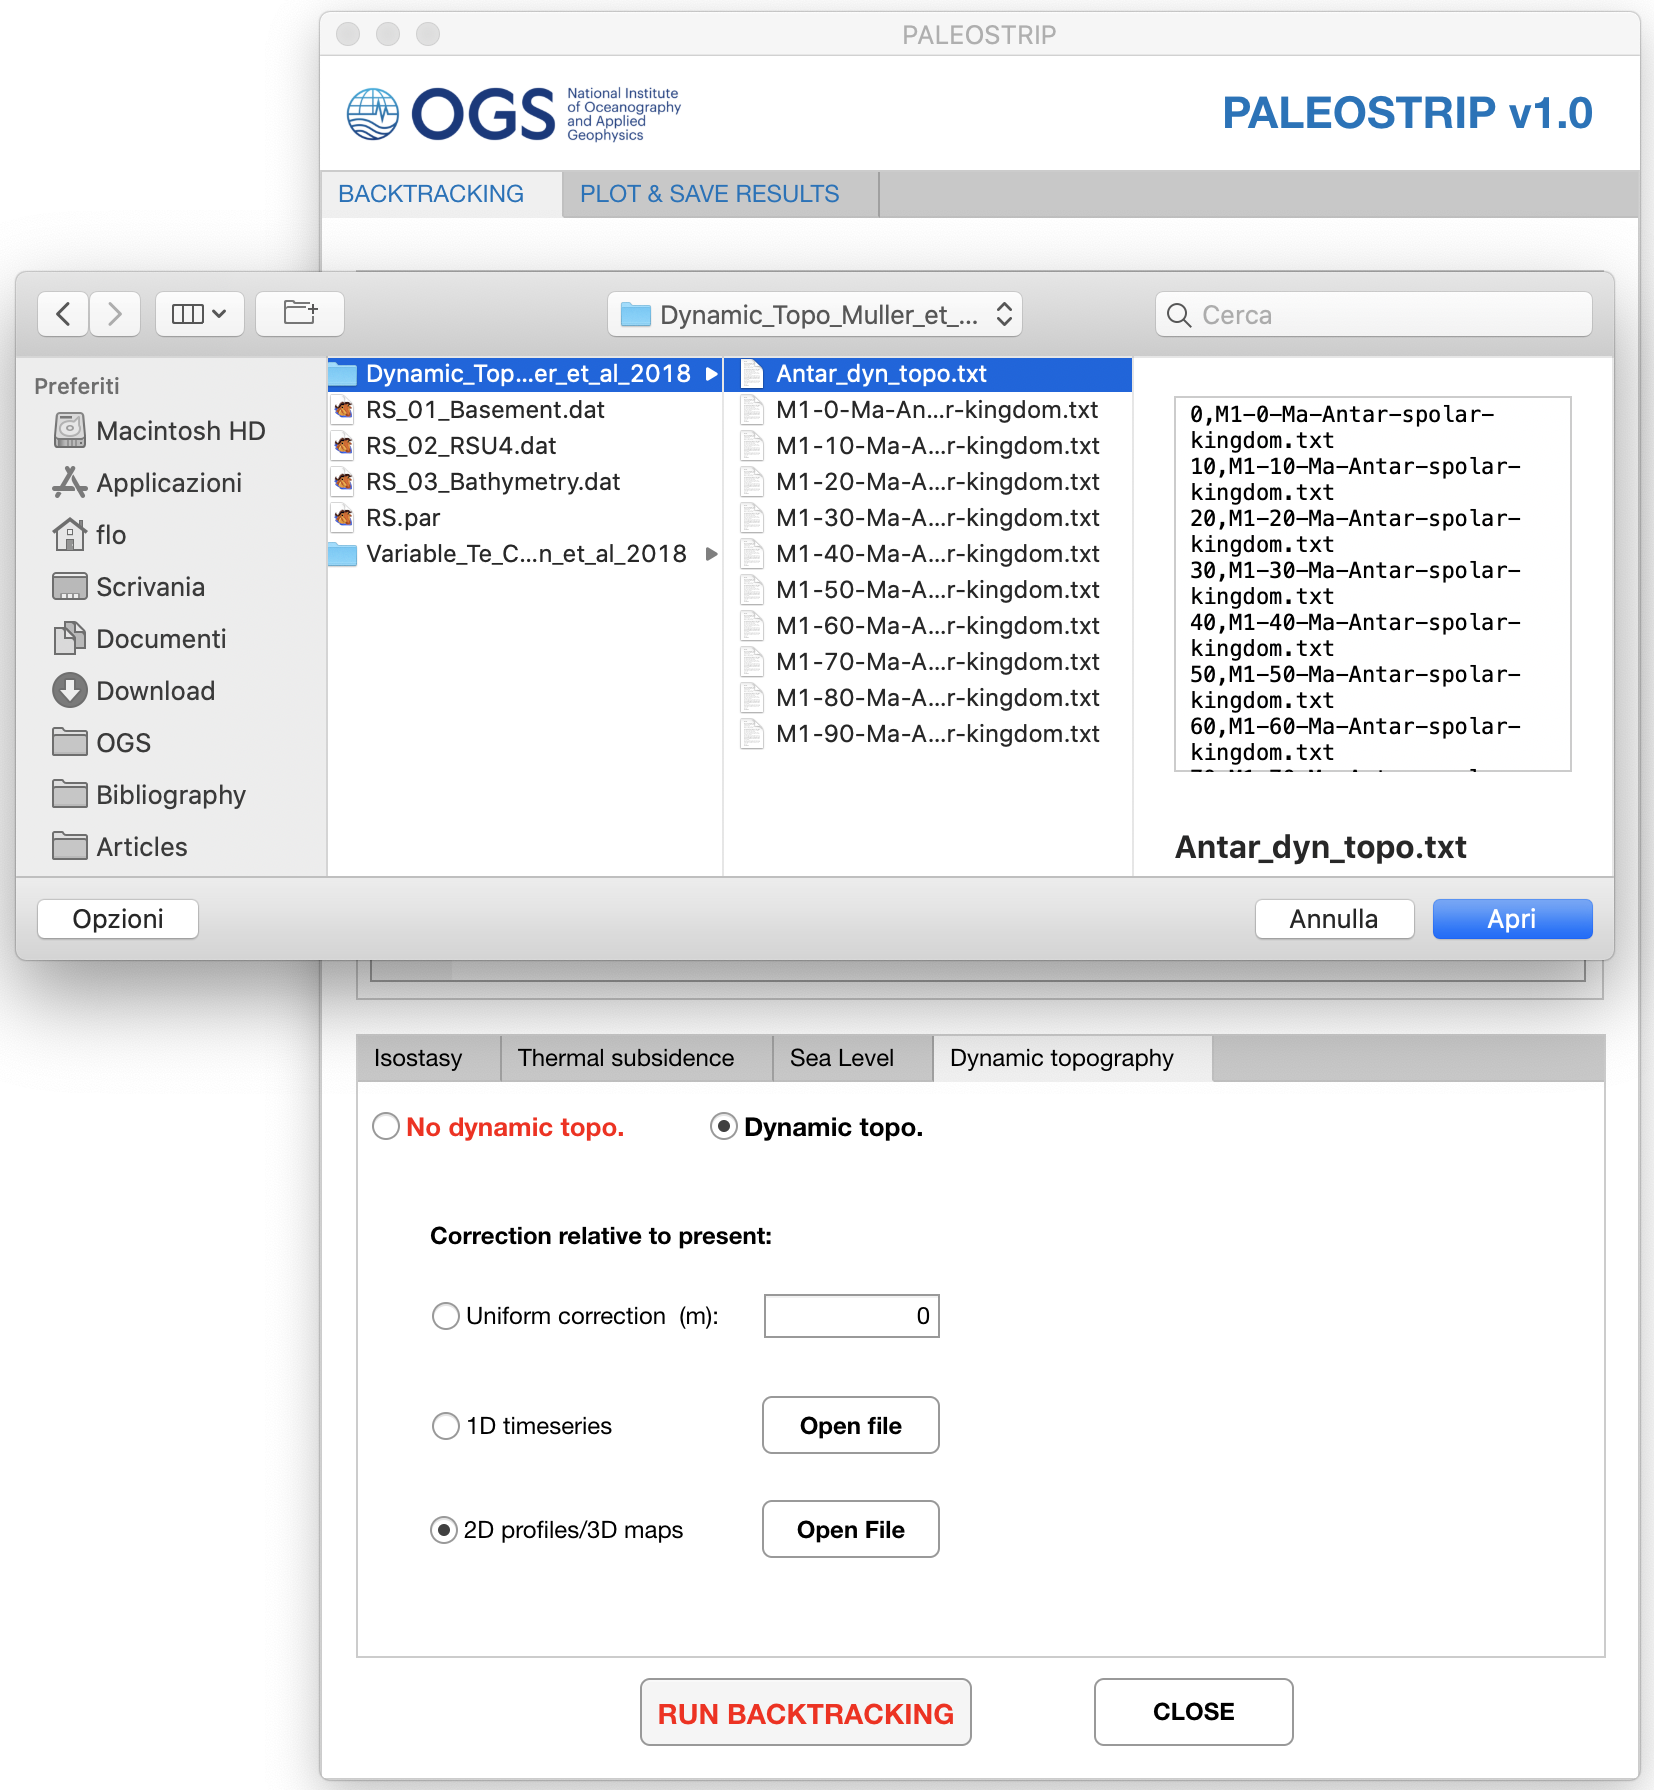 PALEOSTRIP
OGS
National Institute
of Oceanography
and Applied
Geophysics
PALEOSTRIP v1.0
BACKTRACKING
PLOT & SAVE RESULTS
Dynamic_Topo_Muller_et_...
Cerca
Preferiti
Macintosh HD
Applicazioni
flo
Scrivania
Documenti
Download
OGS
Bibliography
Articles
Dynamic_Top...er_et_al_2018
RS_01_Basement.dat
RS_02_RSU4.dat
RS_03_Bathymetry.dat
RS.par
Variable_Te_C...n_et_al_2018
Antar_dyn_topo.txt
M1-0-Ma-An...r-kingdom.txt
M1-10-Ma-A...r-kingdom.txt
M1-20-Ma-A...r-kingdom.txt
M1-30-Ma-A...r-kingdom.txt
M1-40-Ma-A...r-kingdom.txt
M1-50-Ma-A...r-kingdom.txt
M1-60-Ma-A...r-kingdom.txt
M1-70-Ma-A...r-kingdom.txt
M1-80-Ma-A...r-kingdom.txt
M1-90-Ma-A...r-kingdom.txt
0,M1-0-Ma-Antar-spolar-
kingdom.txt
10,M1-10-Ma-Antar-spolar-
kingdom.txt
20,M1-20-Ma-Antar-spolar-
kingdom.txt
30,M1-30-Ma-Antar-spolar-
kingdom.txt
40,M1-40-Ma-Antar-spolar-
kingdom.txt
50,M1-50-Ma-Antar-spolar-
kingdom.txt
60,M1-60-Ma-Antar-spolar-
kingdom.txt
Antar_dyn_topo.txt
Opzioni
Annulla
Apri
Isostasy
Thermal subsidence
Sea Level
Dynamic topography
No dynamic topo.
Dynamic topo.
Correction relative to present:
Uniform correction (m):
0
1D timeseries
Open file
2D profiles/3D maps
Open File
RUN BACKTRACKING
CLOSE